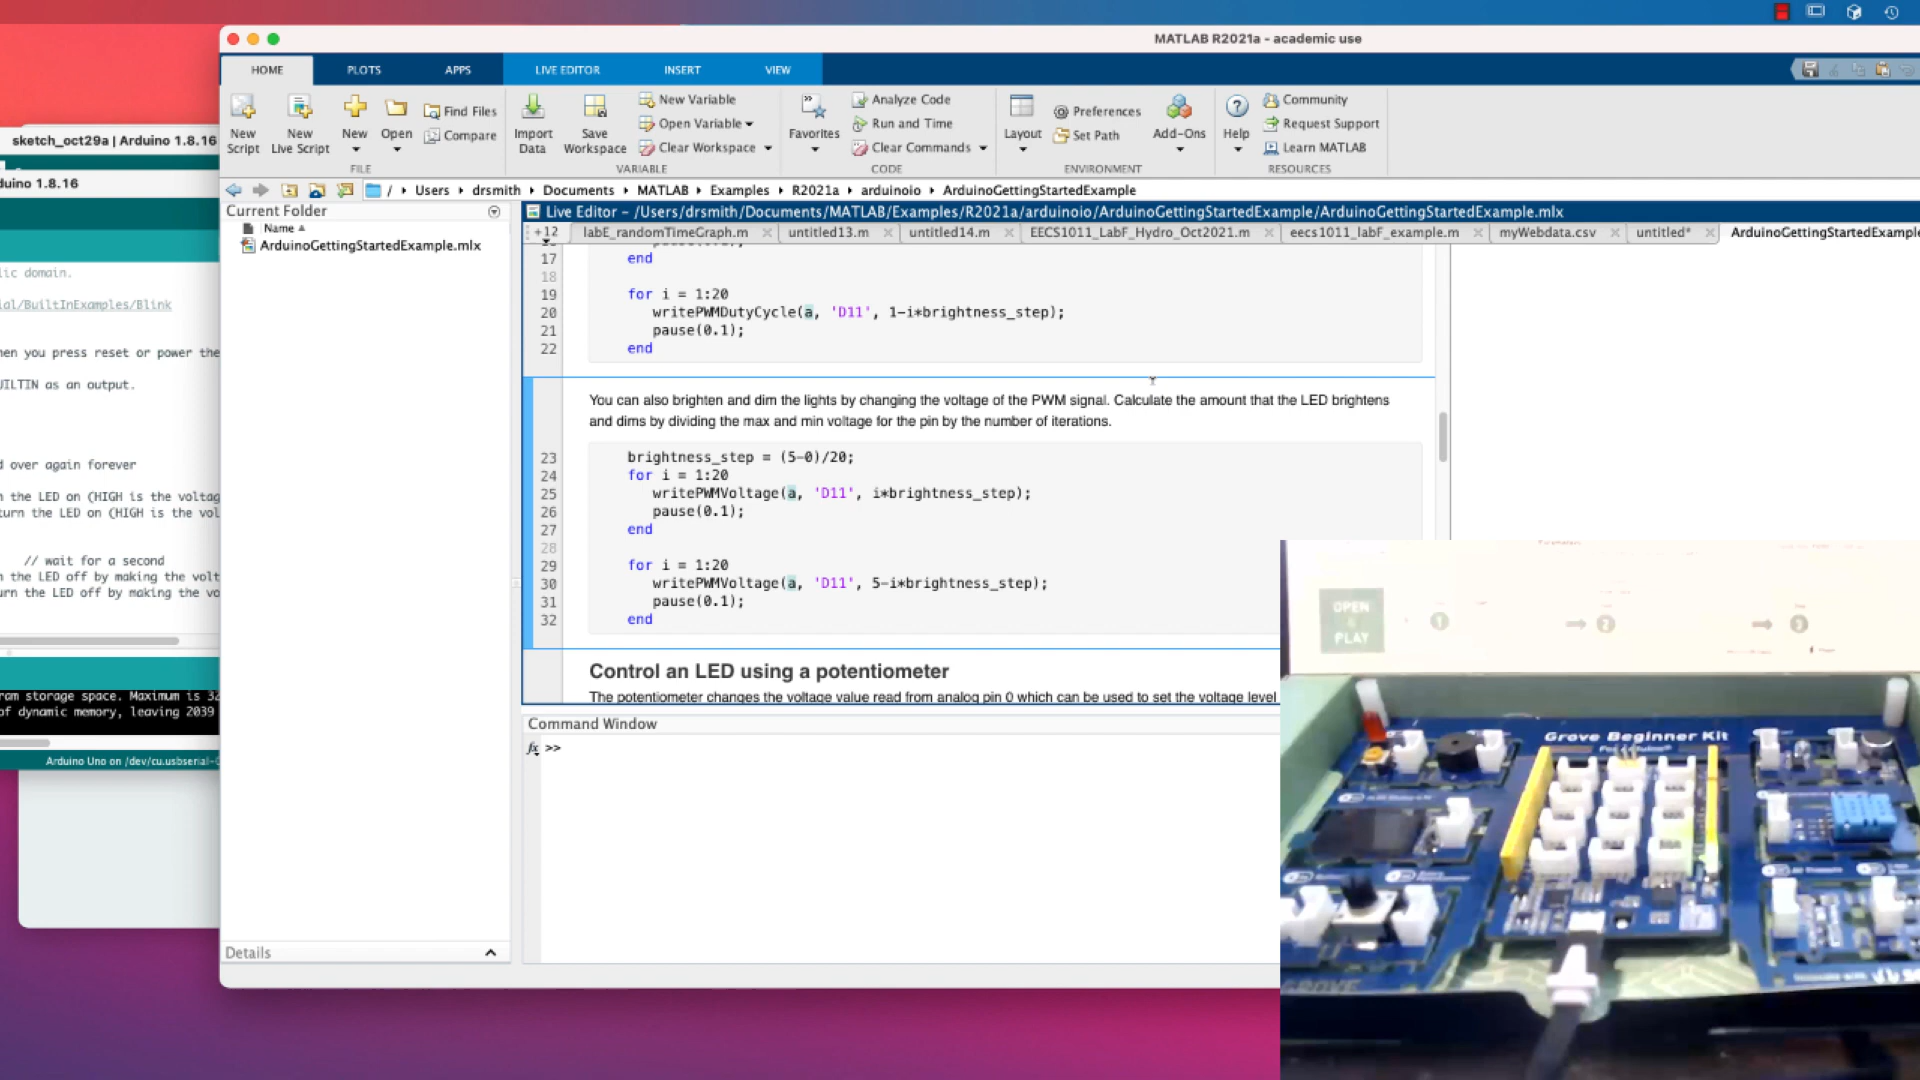 MATLAB R2021a - academic use
HOME PLOTS APPS LIVE EDITOR INSERT VIEW
New Script
New Live Script
New
Open
Find Files
Compare
FILE
Import Data
Save Workspace
New Variable
Open Variable
Clear Workspace
VARIABLE
Favorites
Analyze Code
Run and Time
Clear Commands
CODE
Layout
Preferences
Set Path
Add-Ons
ENVIRONMENT
Help
Community
Request Support
Learn MATLAB
RESOURCES
/ Users drsmith Documents MATLAB Examples R2021a arduinoio ArduinoGettingStartedExample
Current Folder
Name
ArduinoGettingStartedExample.mlx
Details
Live Editor - /Users/drsmith/Documents/MATLAB/Examples/R2021a/arduinoio/ArduinoGettingStartedExample/ArduinoGettingStartedExample.mlx
+12 labE_randomTimeGraph.m untitled13.m untitled14.m EECS1011_LabF_Hydro_Oct2021.m eecs1011_labF_example.m myWebdata.csv untitled* ArduinoGettingStartedExample
17 end
18
19 for i = 1:20
20 writePWMDutyCycle(a, 'D11', 1-i*brightness_step);
21 pause(0.1);
22 end
You can also brighten and dim the lights by changing the voltage of the PWM signal. Calculate the amount that the LED brightens
and dims by dividing the max and min voltage for the pin by the number of iterations.
23 brightness_step = (5-0)/20;
24 for i = 1:20
25 writePWMVoltage(a, 'D11', i*brightness_step);
26 pause(0.1);
27 end
28
29 for i = 1:20
30 writePWMVoltage(a, 'D11', 5-i*brightness_step);
31 pause(0.1);
32 end
Control an LED using a potentiometer
The potentiometer changes the voltage value read from analog pin 0 which can be used to set the voltage level
Command Window
fx >>
sketch_oct29a | Arduino 1.8.16
duino 1.8.16
lic domain.
ial/BuiltInExamples/Blink
hen you press reset or power the
UILTIN as an output.
d over again forever
n the LED on (HIGH is the voltag
turn the LED on (HIGH is the vol
// wait for a second
n the LED off by making the volt
urn the LED off by making the vo
ram storage space. Maximum is 32
of dynamic memory, leaving 2039
Arduino Uno on /dev/cu.usbserial-
OPEN
PLAY
1
2
3
Grove Beginner Kit
For Arduino
GROVE